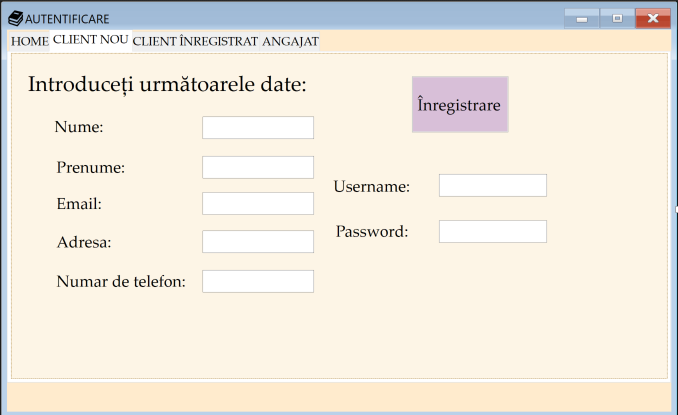 AUTENTIFICARE
HOME CLIENT NOU CLIENT ÎNREGISTRAT ANGAJAT
Introduceți următoarele date:
Înregistrare
Nume:
Prenume:
Email:
Adresa:
Numar de telefon:
Username:
Password: